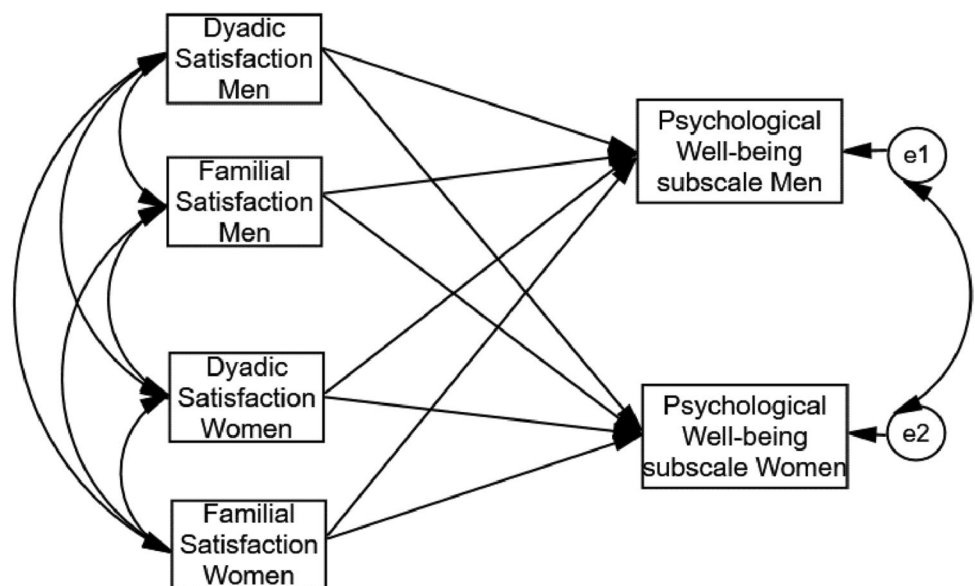 Dyadic
Satisfaction
Men
Familial
Satisfaction
Men
Dyadic
Satisfaction
Women
Familial
Satisfaction
Women
Psychological
Well-being
subscale Men
e1
Psychological
Well-being
subscale Women
e2